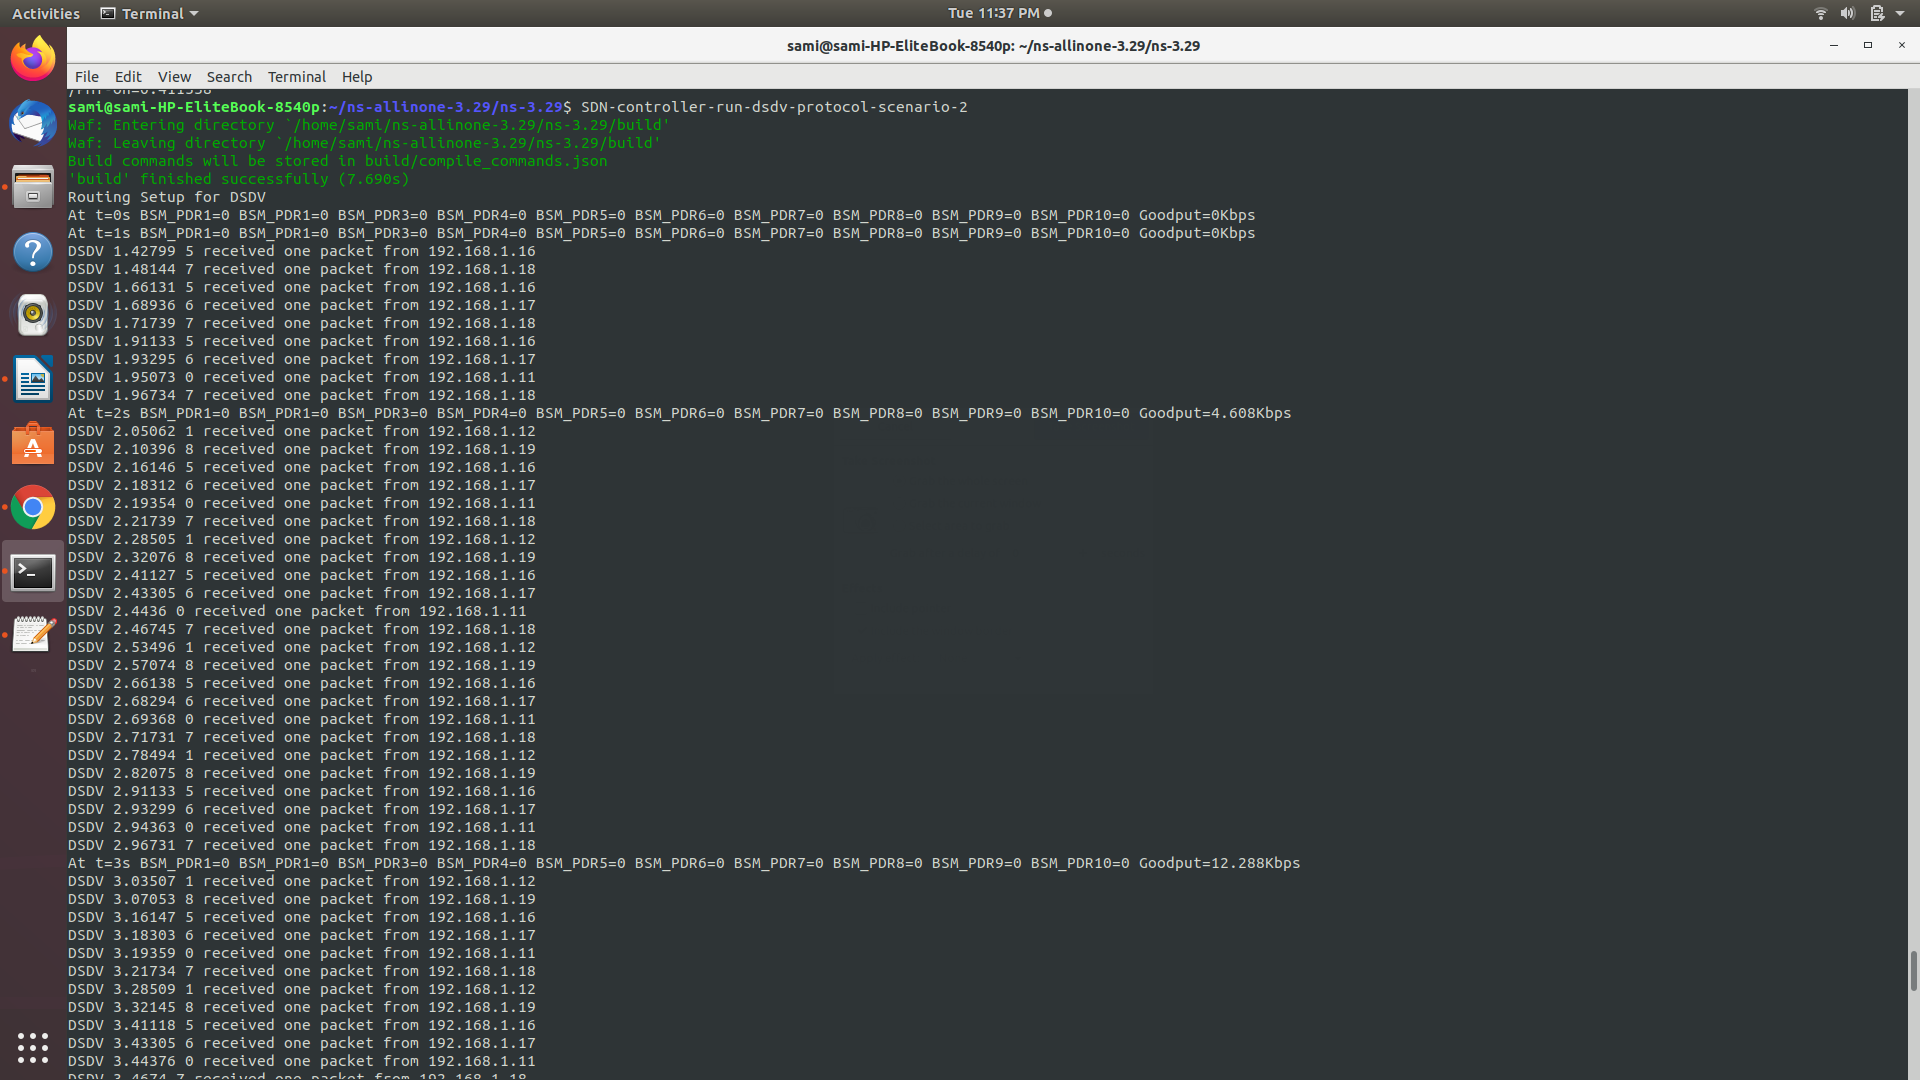 Activities Terminal Tue 11:37 PM
sami@sami-HP-EliteBook-8540p: ~/ns-allinone-3.29/ns-3.29
File Edit View Search Terminal Help
/PHY-on=0.411558
sami@sami-HP-EliteBook-8540p:~/ns-allinone-3.29/ns-3.29$ SDN-controller-run-dsdv-protocol-scenario-2
Waf: Entering directory `/home/sami/ns-allinone-3.29/ns-3.29/build'
Waf: Leaving directory `/home/sami/ns-allinone-3.29/ns-3.29/build'
Build commands will be stored in build/compile_commands.json
'build' finished successfully (7.690s)
Routing Setup for DSDV
At t=0s BSM_PDR1=0 BSM_PDR1=0 BSM_PDR3=0 BSM_PDR4=0 BSM_PDR5=0 BSM_PDR6=0 BSM_PDR7=0 BSM_PDR8=0 BSM_PDR9=0 BSM_PDR10=0 Goodput=0Kbps
At t=1s BSM_PDR1=0 BSM_PDR1=0 BSM_PDR3=0 BSM_PDR4=0 BSM_PDR5=0 BSM_PDR6=0 BSM_PDR7=0 BSM_PDR8=0 BSM_PDR9=0 BSM_PDR10=0 Goodput=0Kbps
DSDV 1.42799 5 received one packet from 192.168.1.16
DSDV 1.48144 7 received one packet from 192.168.1.18
DSDV 1.66131 5 received one packet from 192.168.1.16
DSDV 1.68936 6 received one packet from 192.168.1.17
DSDV 1.71739 7 received one packet from 192.168.1.18
DSDV 1.91133 5 received one packet from 192.168.1.16
DSDV 1.93295 6 received one packet from 192.168.1.17
DSDV 1.95073 0 received one packet from 192.168.1.11
DSDV 1.96734 7 received one packet from 192.168.1.18
At t=2s BSM_PDR1=0 BSM_PDR1=0 BSM_PDR3=0 BSM_PDR4=0 BSM_PDR5=0 BSM_PDR6=0 BSM_PDR7=0 BSM_PDR8=0 BSM_PDR9=0 BSM_PDR10=0 Goodput=4.608Kbps
DSDV 2.05062 1 received one packet from 192.168.1.12
DSDV 2.10396 8 received one packet from 192.168.1.19
DSDV 2.16146 5 received one packet from 192.168.1.16
DSDV 2.18312 6 received one packet from 192.168.1.17
DSDV 2.19354 0 received one packet from 192.168.1.11
DSDV 2.21739 7 received one packet from 192.168.1.18
DSDV 2.28505 1 received one packet from 192.168.1.12
DSDV 2.32076 8 received one packet from 192.168.1.19
DSDV 2.41127 5 received one packet from 192.168.1.16
DSDV 2.43305 6 received one packet from 192.168.1.17
DSDV 2.4436 0 received one packet from 192.168.1.11
DSDV 2.46745 7 received one packet from 192.168.1.18
DSDV 2.53496 1 received one packet from 192.168.1.12
DSDV 2.57074 8 received one packet from 192.168.1.19
DSDV 2.66138 5 received one packet from 192.168.1.16
DSDV 2.68294 6 received one packet from 192.168.1.17
DSDV 2.69368 0 received one packet from 192.168.1.11
DSDV 2.71731 7 received one packet from 192.168.1.18
DSDV 2.78494 1 received one packet from 192.168.1.12
DSDV 2.82075 8 received one packet from 192.168.1.19
DSDV 2.91133 5 received one packet from 192.168.1.16
DSDV 2.93299 6 received one packet from 192.168.1.17
DSDV 2.94363 0 received one packet from 192.168.1.11
DSDV 2.96731 7 received one packet from 192.168.1.18
At t=3s BSM_PDR1=0 BSM_PDR1=0 BSM_PDR3=0 BSM_PDR4=0 BSM_PDR5=0 BSM_PDR6=0 BSM_PDR7=0 BSM_PDR8=0 BSM_PDR9=0 BSM_PDR10=0 Goodput=12.288Kbps
DSDV 3.03507 1 received one packet from 192.168.1.12
DSDV 3.07053 8 received one packet from 192.168.1.19
DSDV 3.16147 5 received one packet from 192.168.1.16
DSDV 3.18303 6 received one packet from 192.168.1.17
DSDV 3.19359 0 received one packet from 192.168.1.11
DSDV 3.21734 7 received one packet from 192.168.1.18
DSDV 3.28509 1 received one packet from 192.168.1.12
DSDV 3.32145 8 received one packet from 192.168.1.19
DSDV 3.41118 5 received one packet from 192.168.1.16
DSDV 3.43305 6 received one packet from 192.168.1.17
DSDV 3.44376 0 received one packet from 192.168.1.11
DSDV 3.4674 7 received one packet from 192.168.1.18